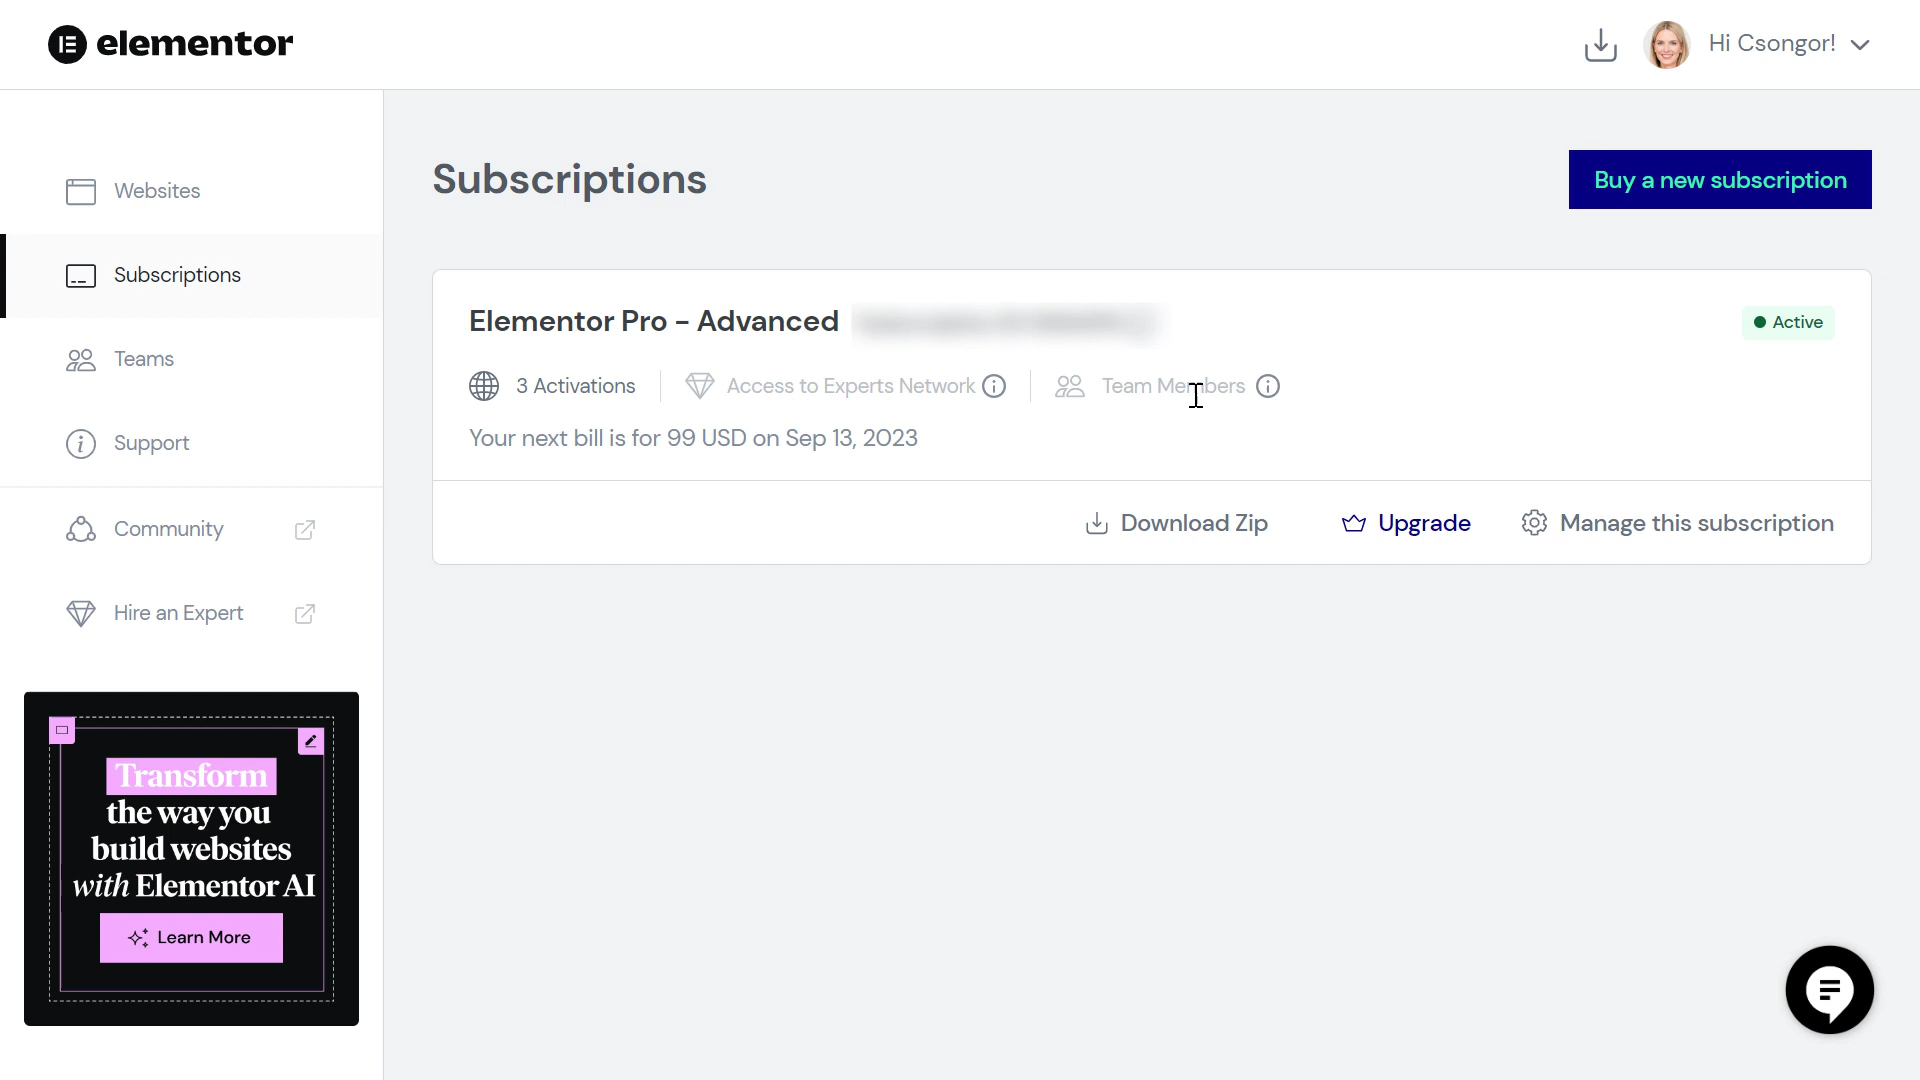 elementor
Hi Csongor!
Websites
Subscriptions
Teams
Support
Community
Hire an Expert
Transform
the way you
build websites
with Elementor AI
Learn More
Subscriptions
Buy a new subscription
Elementor Pro – Advanced
Active
3 Activations
Access to Experts Network
Team Members
Your next bill is for 99 USD on Sep 13, 2023
Download Zip
Upgrade
Manage this subscription